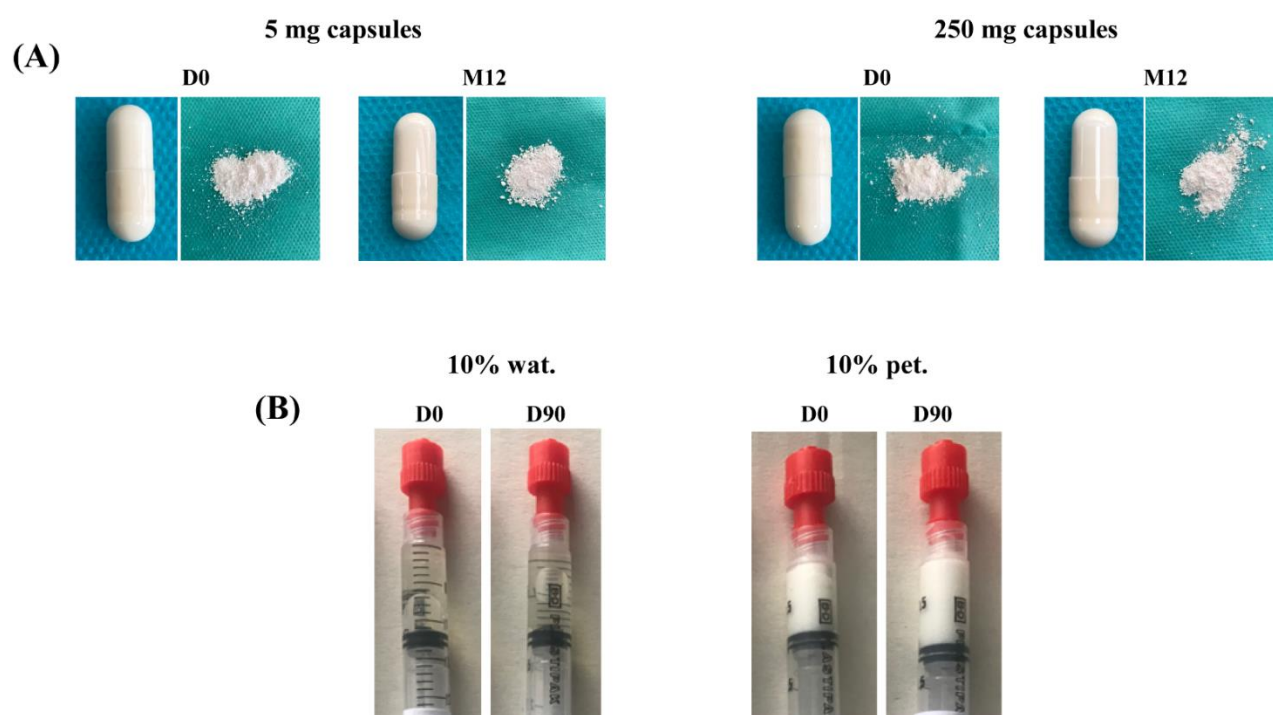 5 mg capsules
250 mg capsules
(A)
D0
M12
D0
M12
10% wat.
10% pet.
(B)
D0
D90
D0
D90